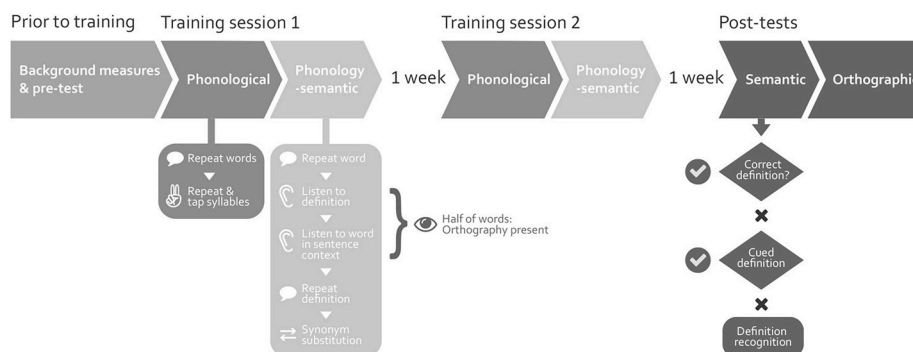 Prior to training
Training session 1
Training session 2
Post-tests
Background measures
& pre-test
Phonological
Phonology
-semantic
1 week
Phonological
Phonology
-semantic
1 week
Semantic
Orthographic
Repeat words
Repeat &
tap syllables
Repeat word
Listen to
definition
Listen to word
in sentence
context
Repeat
definition
Synonym
substitution
Half of words:
Orthography present
Correct
definition?
Cued
definition
Definition
recognition